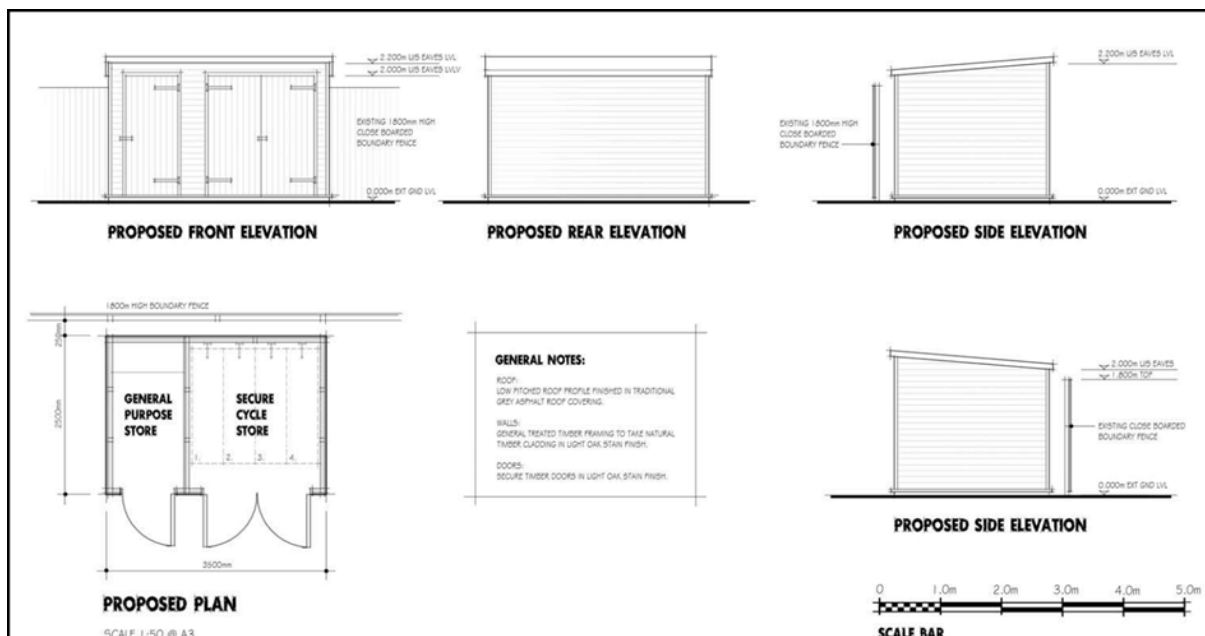 2.200m U/S EAVES LVL
2.000m U/S EAVES LVLV
EXISTING 1800mm HIGH
CLOSE BOARDED
BOUNDARY FENCE
0.000m EXT GND LVL
PROPOSED FRONT ELEVATION
PROPOSED REAR ELEVATION
2.200m U/S EAVES LVL
EXISTING 1800mm HIGH
CLOSE BOARDED
BOUNDARY FENCE
0.000m EXT GND LVL
PROPOSED SIDE ELEVATION
1800m HIGH BOUNDARY FENCE
250mm
2500mm
GENERAL
PURPOSE
STORE
SECURE
CYCLE
STORE
1. 2. 3. 4.
3500mm
PROPOSED PLAN
SCALE 1:50 @ A3
GENERAL NOTES:
ROOF:
LOW PITCHED ROOF PROFILE FINISHED IN TRADITIONAL
GREY ASPHALT ROOF COVERING.
WALLS:
GENERAL TREATED TIMBER FRAMING TO TAKE NATURAL
TIMBER CLADDING IN LIGHT OAK STAIN FINISH.
DOORS:
SECURE TIMBER DOORS IN LIGHT OAK STAIN FINISH.
2.000m U/S EAVES
1.800m TOF
EXISTING CLOSE BOARDED
BOUNDARY FENCE
0.000m EXT GND LVL
PROPOSED SIDE ELEVATION
0 1.0m 2.0m 3.0m 4.0m 5.0m
SCALE BAR